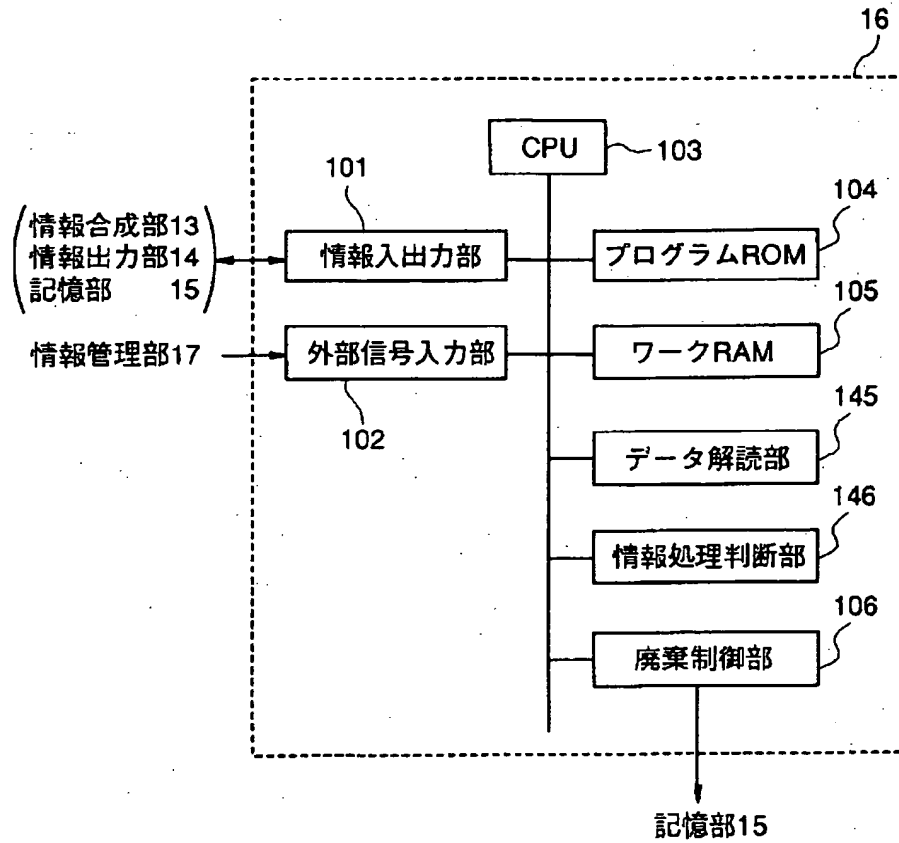 16
CPU
103
101
104
情報合成部13
情報出力部14
記憶部 15
情報入出力部
プログラムROM
105
情報管理部17
外部信号入力部
ワークRAM
102
145
データ解読部
146
情報処理判断部
106
廃棄制御部
記憶部15